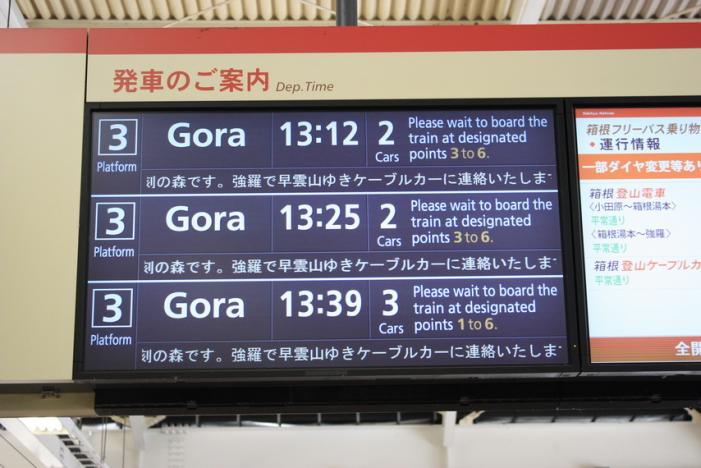 発車のご案内 Dep.Time
3 Platform Gora 13:12 2 Cars Please wait to board the
train at designated
points 3 to 6.
の森です。強羅で早雲山ゆきケーブルカーに連絡いたしま
3 Platform Gora 13:25 2 Cars Please wait to board the
train at designated
points 3 to 6.
の森です。強羅で早雲山ゆきケーブルカーに連絡いたしま
3 Platform Gora 13:39 3 Cars Please wait to board the
train at designated
points 1 to 6.
の森です。強羅で早雲山ゆきケーブルカーに連絡いたしま
箱根フリーパス乗り物
運行情報
一部ダイヤ変更等あり
箱根 登山電車
〈小田原〜箱根湯本〉
平常通り
〈箱根湯本〜強羅〉
平常通り
箱根 登山ケーブルカ
平常通り
全